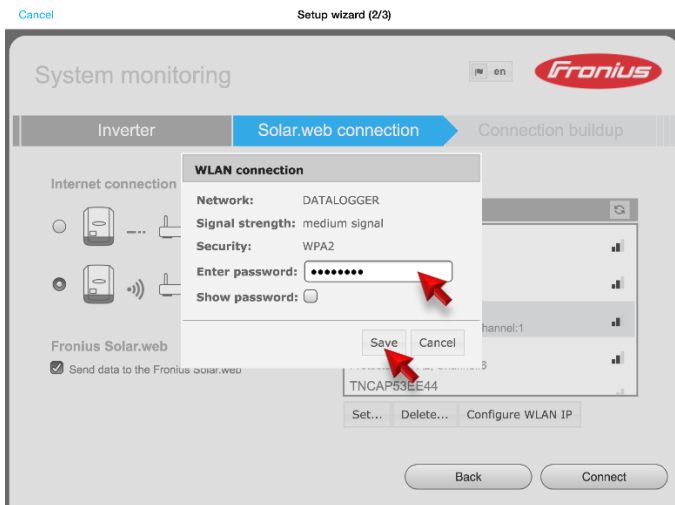 Cancel
Setup wizard (2/3)
System monitoring
en
Fronius
Inverter
Solar.web connection
Connection buildup
Internet connection
WLAN connection
Network: DATALOGGER
Signal strength: medium signal
Security: WPA2
Enter password: ••••••••
Show password:
Save
Cancel
hannel:1
Fronius Solar.web
Send data to the Fronius Solar.web
TNCAP53EE44
Set...
Delete...
Configure WLAN IP
Back
Connect